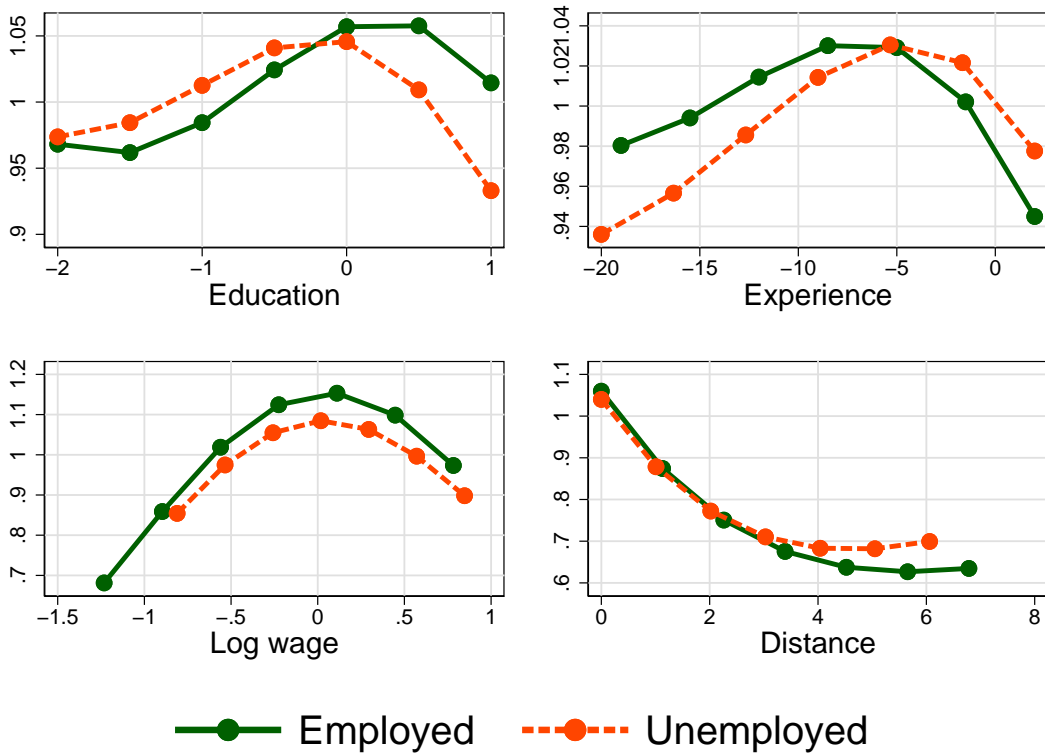 .9 .95 1 1.05
−2 −1 0 1
Education
.94 .96 .98 1 1.02 1.04
−20 −15 −10 −5 0
Experience
.7 .8 .9 1 1.1 1.2
−1.5 −1 −.5 0 .5 1
Log wage
.6 .7 .8 .9 1 1.1
0 2 4 6 8
Distance
Employed Unemployed